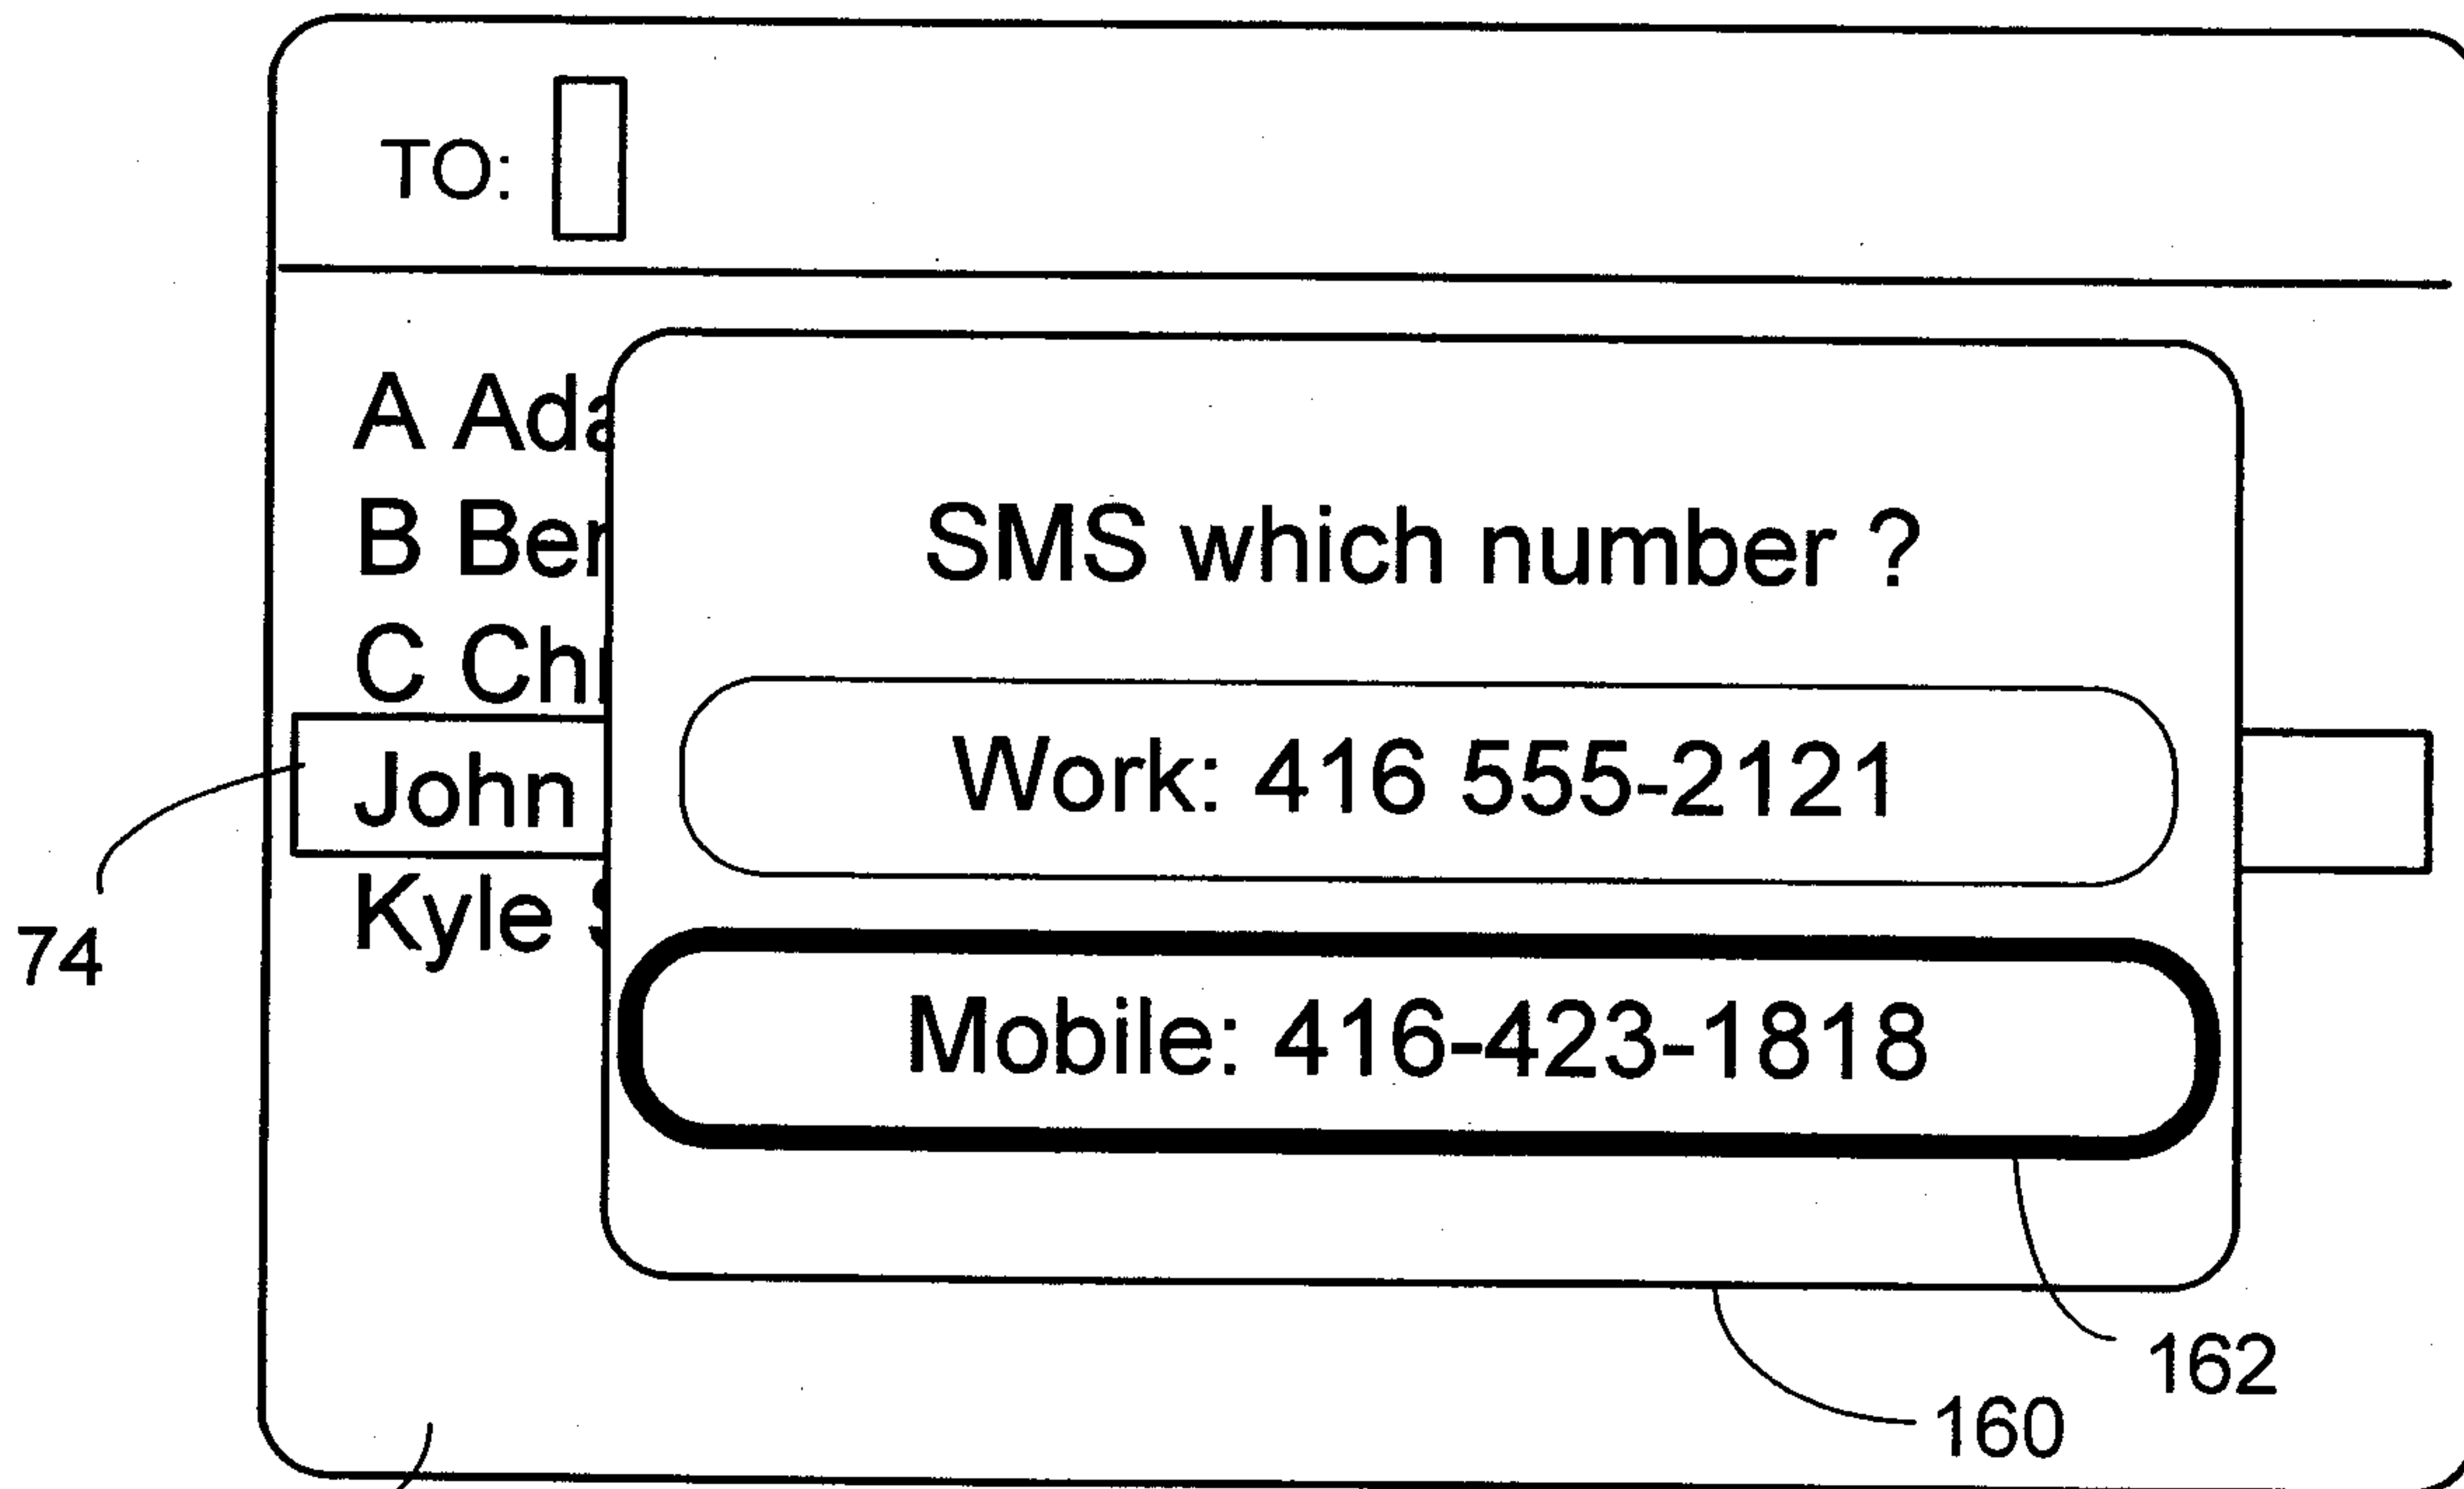 TO:
A Ada
B Ber
C Ch
John
Kyle
SMS which number ?
Work: 416 555-2121
Mobile: 416-423-1818
74
162
160